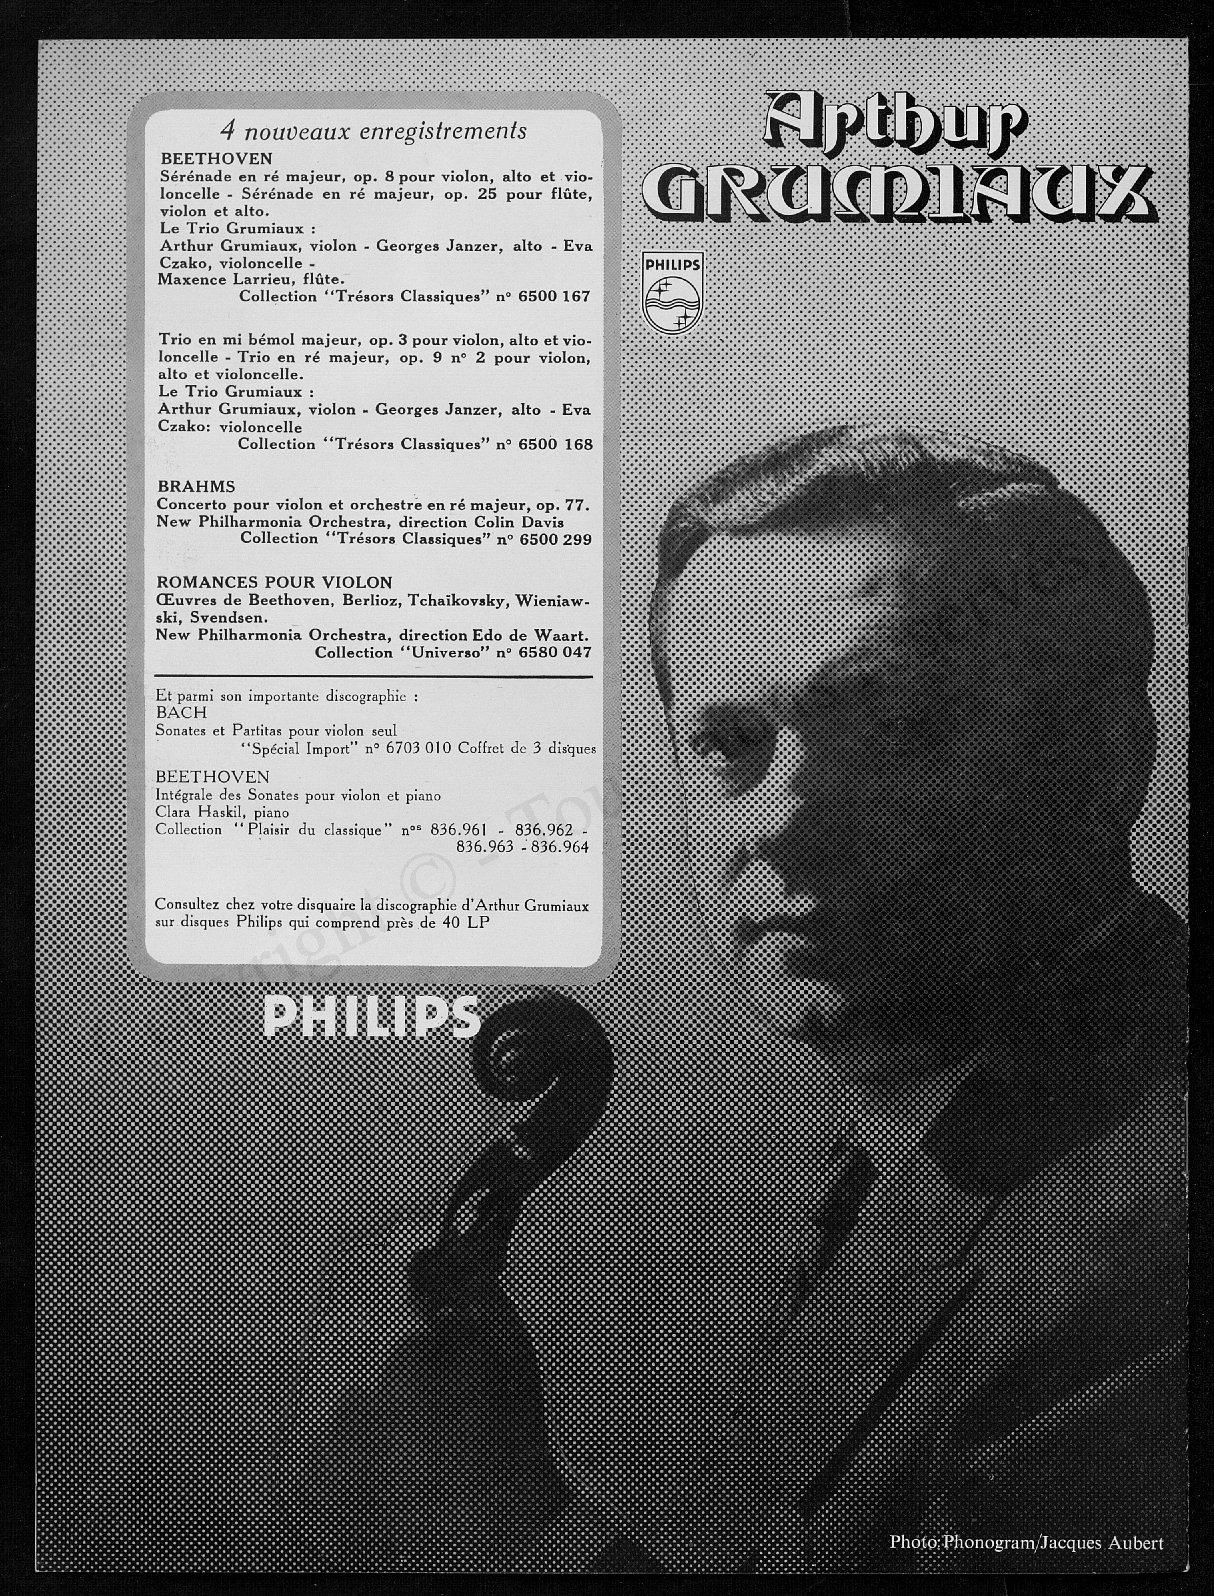 Arthur
GRUMIAUX
PHILIPS
4 nouveaux enregistrements
BEETHOVEN
Sérénade en ré majeur, op. 8 pour violon, alto et vio-
loncelle - Sérénade en ré majeur, op. 25 pour flûte,
violon et alto.
Le Trio Grumiaux :
Arthur Grumiaux, violon - Georges Janzer, alto - Eva
Czako, violoncelle -
Maxence Larrieu, flûte.
Collection "Trésors Classiques" n° 6500 167
Trio en mi bémol majeur, op. 3 pour violon, alto et vio-
loncelle - Trio en ré majeur, op. 9 n° 2 pour violon,
alto et violoncelle.
Le Trio Grumiaux :
Arthur Grumiaux, violon - Georges Janzer, alto - Eva
Czako: violoncelle
Collection "Trésors Classiques" n° 6500 168
BRAHMS
Concerto pour violon et orchestre en ré majeur, op. 77.
New Philharmonia Orchestra, direction Colin Davis
Collection "Trésors Classiques" n° 6500 299
ROMANCES POUR VIOLON
Œuvres de Beethoven, Berlioz, Tchaïkovsky, Wieniaw-
ski, Svendsen.
New Philharmonia Orchestra, direction Edo de Waart.
Collection "Universo" n° 6580 047
Et parmi son importante discographie :
BACH
Sonates et Partitas pour violon seul
"Spécial Import" n° 6703 010 Coffret de 3 disques
BEETHOVEN
Intégrale des Sonates pour violon et piano
Clara Haskil, piano
Collection "Plaisir du classique" nos 836.961 - 836.962 -
836.963 - 836.964
Consultez chez votre disquaire la discographie d'Arthur Grumiaux
sur disques Philips qui comprend près de 40 LP
PHILIPS
Photo:Phonogram/Jacques Aubert